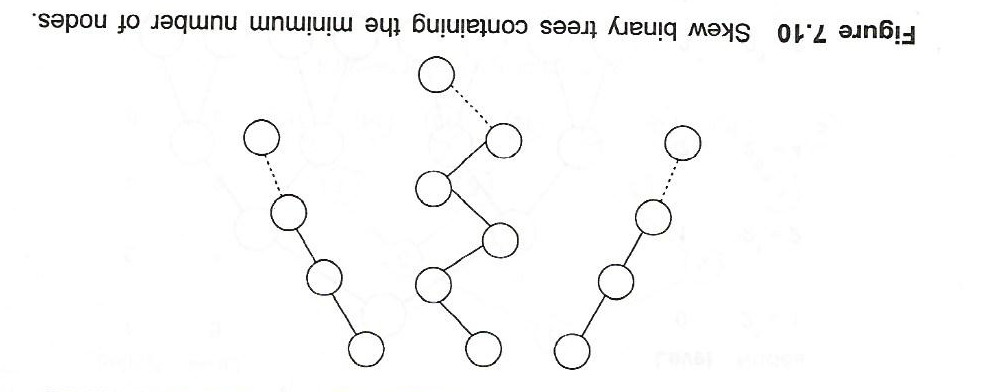 Figure 7.10 Skew binary trees containing the minimum number of nodes.